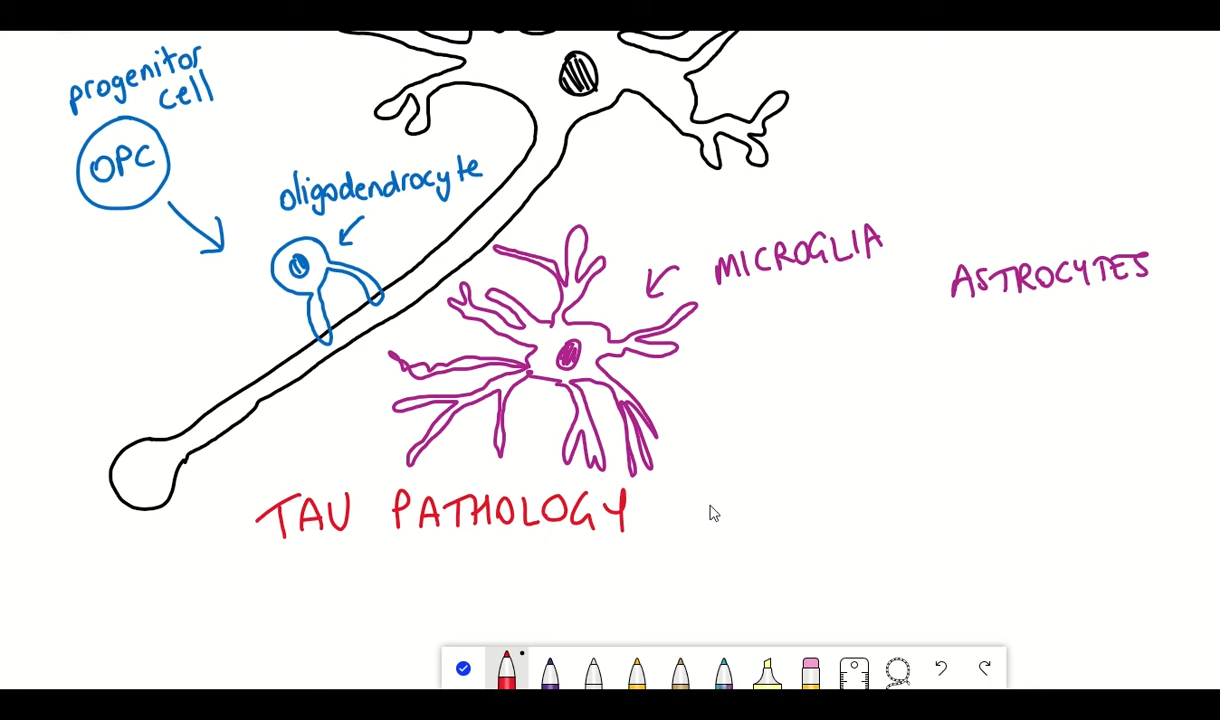 progenitor
cell
OPC
oligodendrocyte
MICROGLIA
ASTROCYTES
TAU PATHOLOGY